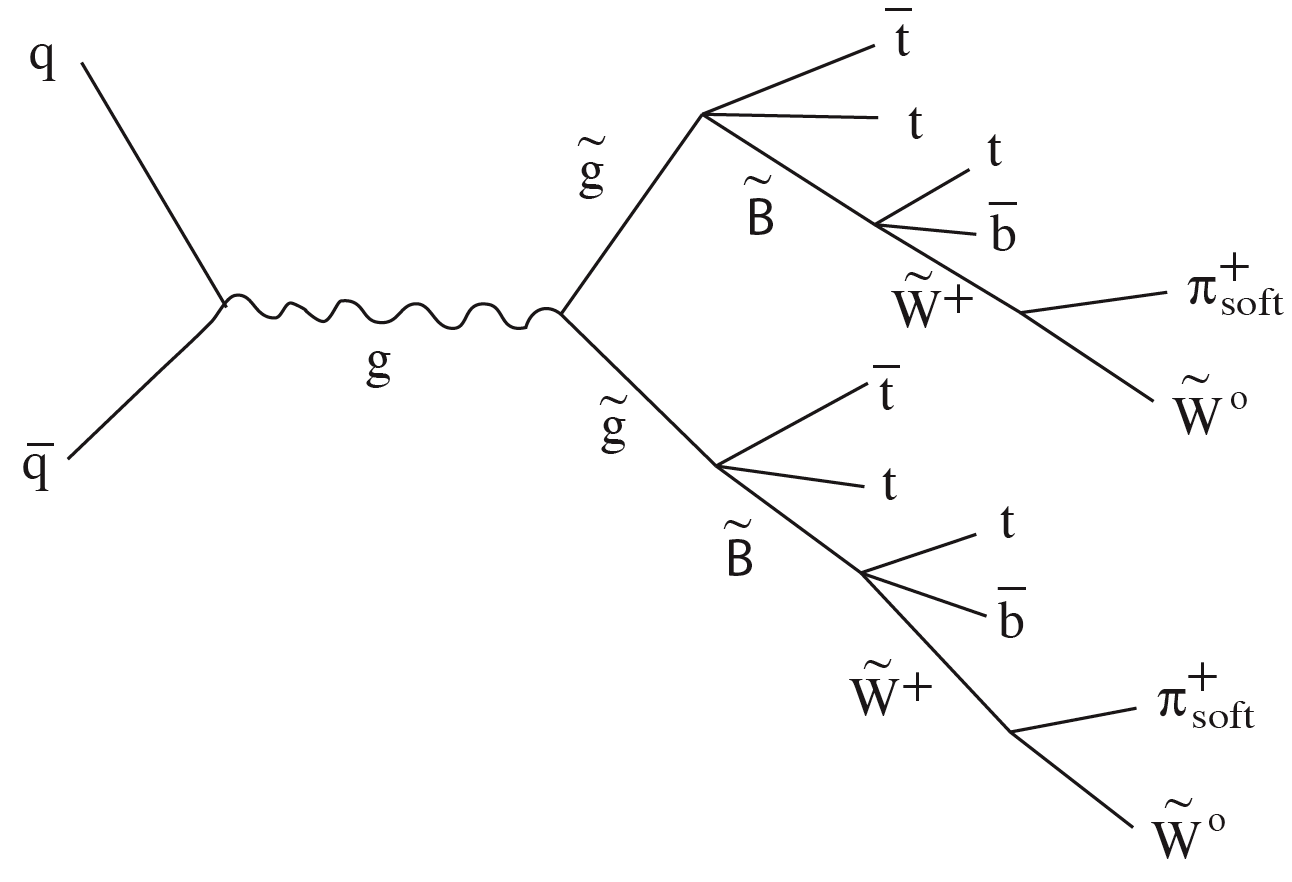 q
t̅
t
g̃
t
B̃
b̅
W̃+
π+soft
g
t̅
W̃o
g̃
q̅
t
t
B̃
b̅
W̃+
π+soft
W̃o